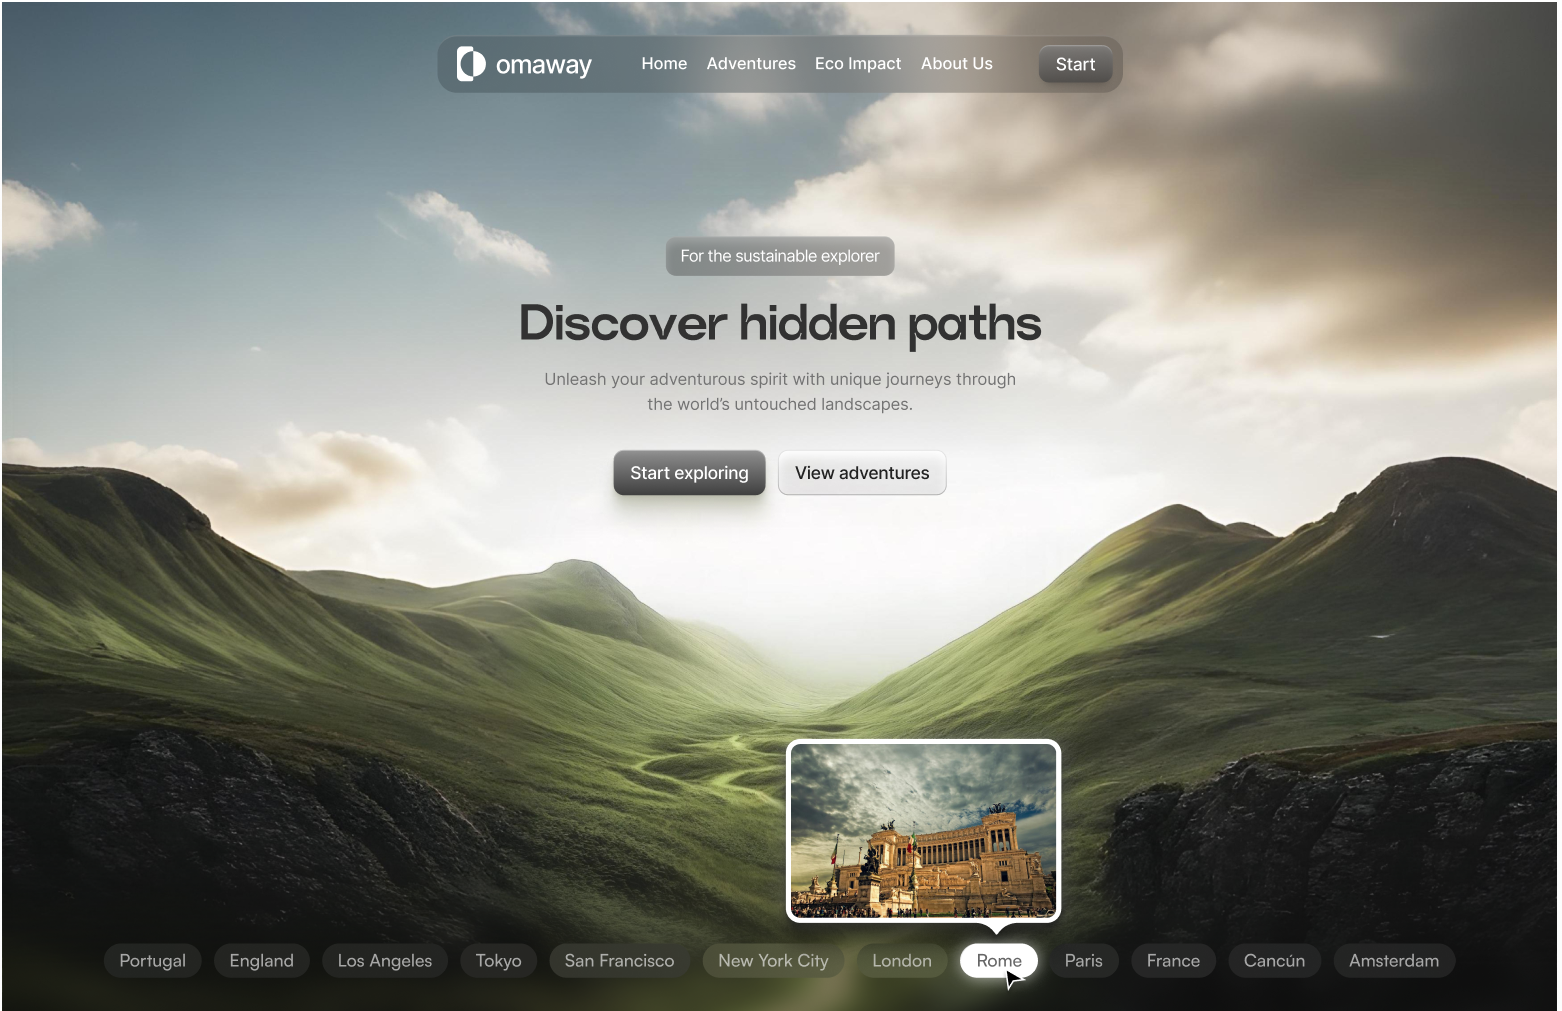 omaway
Home Adventures Eco Impact About Us
Start
For the sustainable explorer
Discover hidden paths
Unleash your adventurous spirit with unique journeys through
the world’s untouched landscapes.
Start exploring
View adventures
Portugal England Los Angeles Tokyo San Francisco New York City London Rome Paris France Cancún Amsterdam